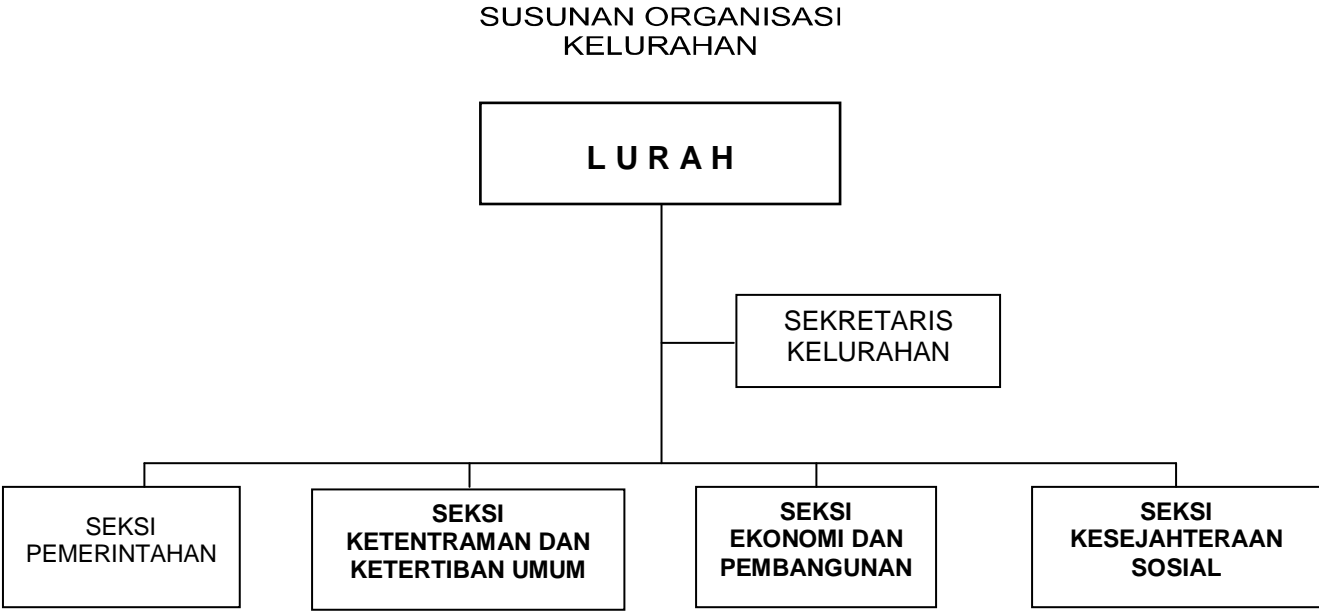 SUSUNAN ORGANISASI
KELURAHAN
L U R A H
SEKRETARIS
KELURAHAN
SEKSI
PEMERINTAHAN
SEKSI
KETENTRAMAN DAN
KETERTIBAN UMUM
SEKSI
EKONOMI DAN
PEMBANGUNAN
SEKSI
KESEJAHTERAAN
SOSIAL